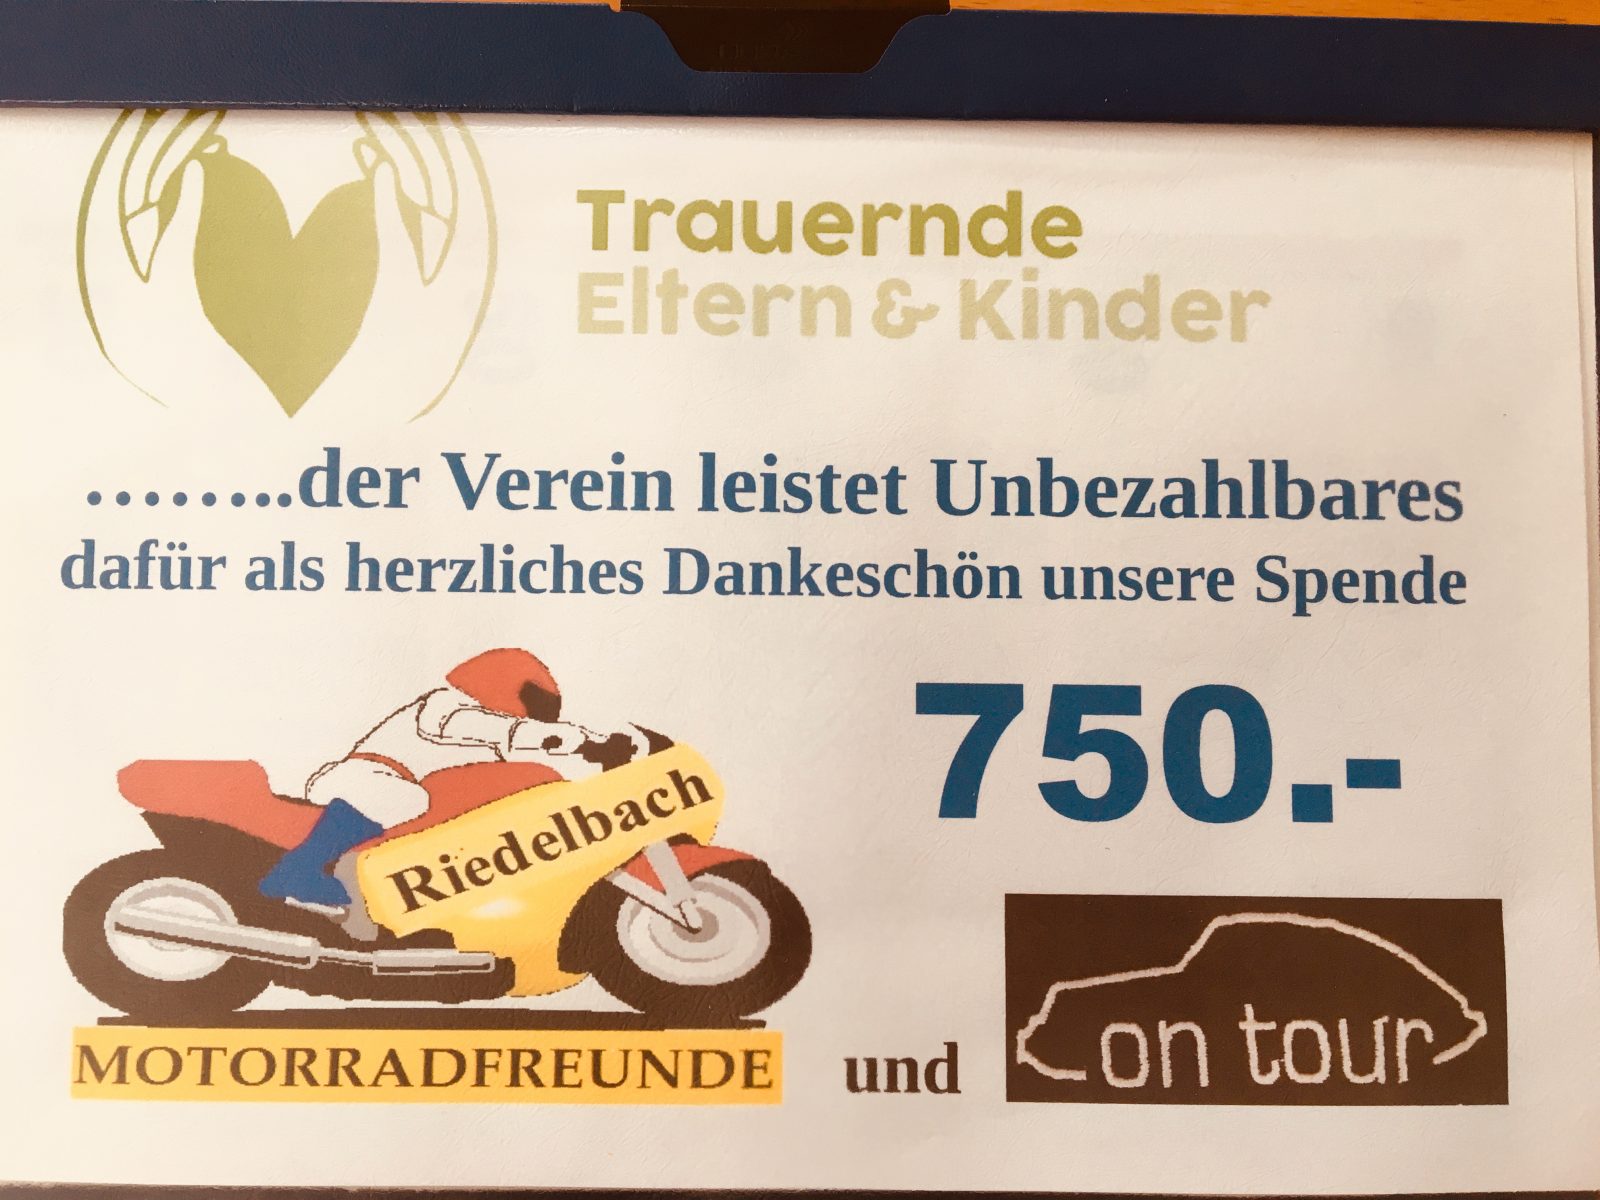 Trauernde
Eltern & Kinder
……..der Verein leistet Unbezahlbares
dafür als herzliches Dankeschön unsere Spende
750.-
Riedelbach
MOTORRADFREUNDE
und
on tour